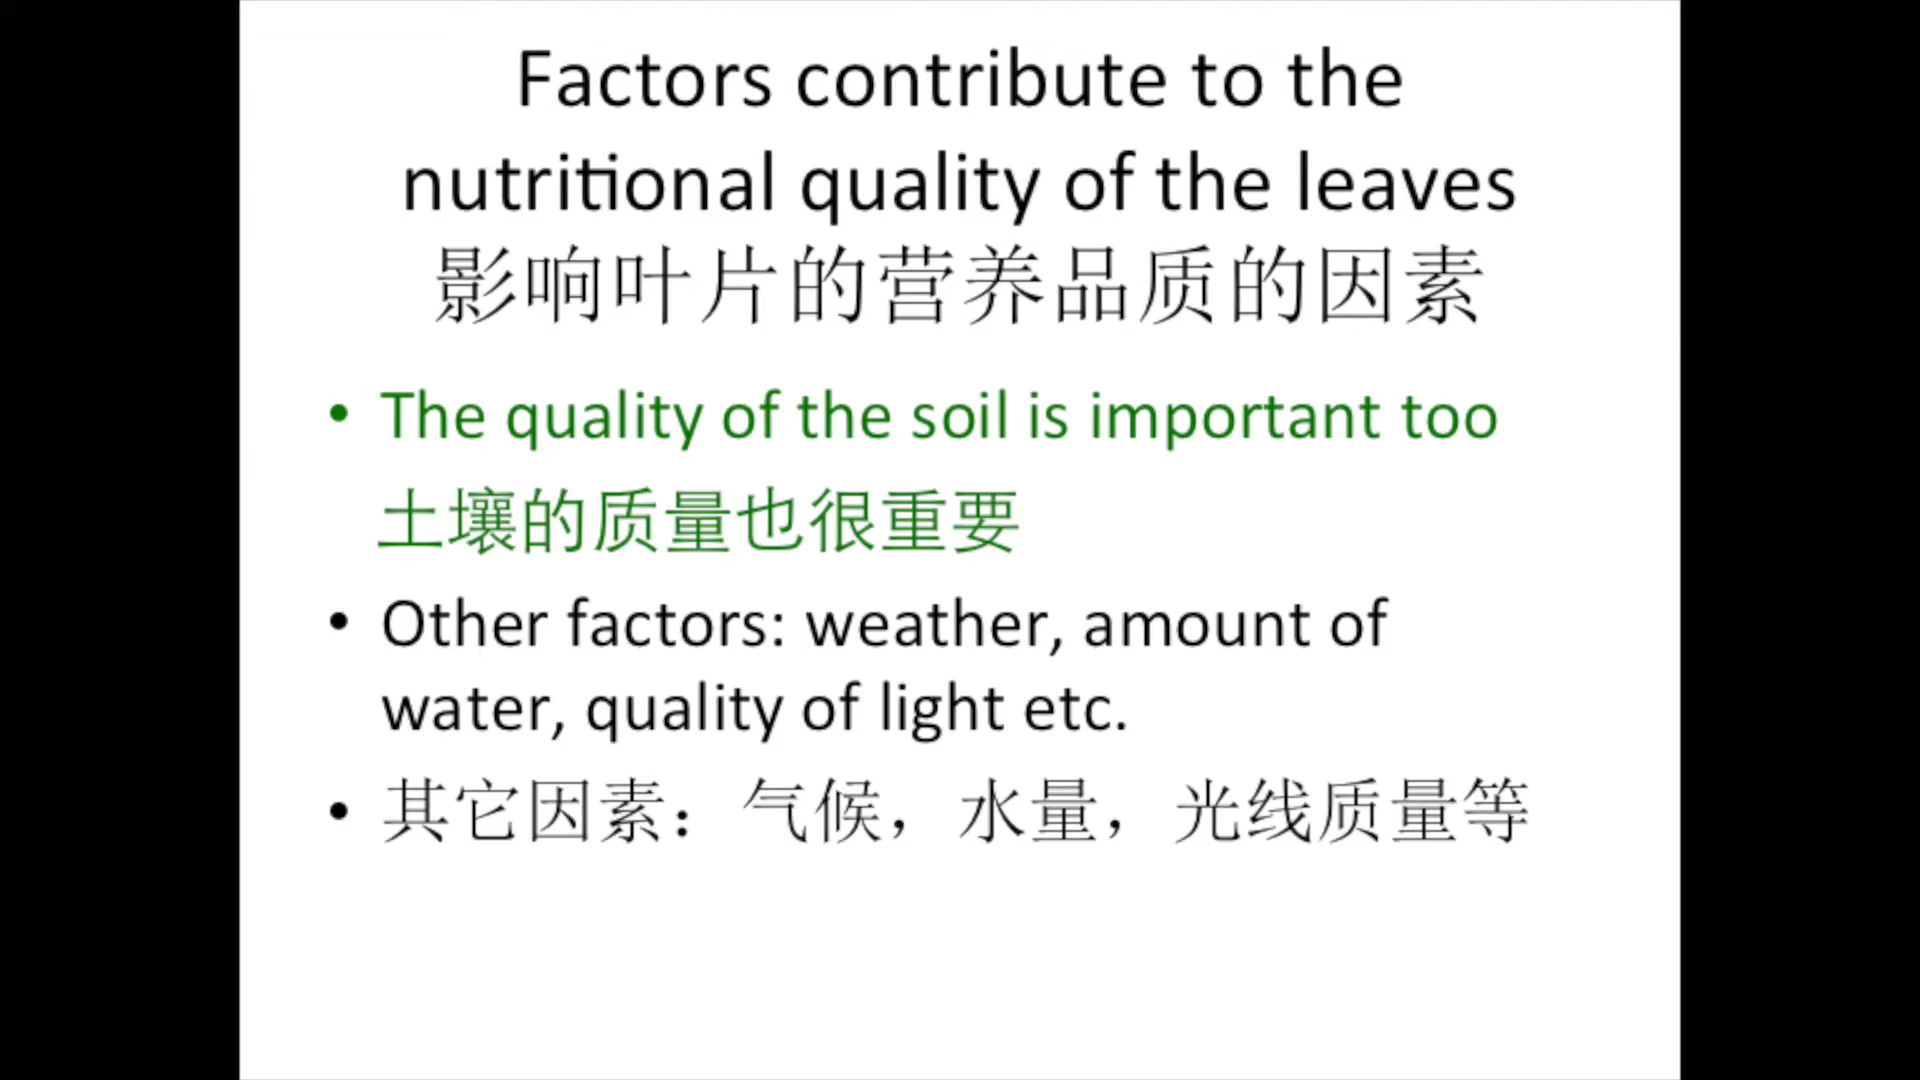 Factors contribute to the
nutritional quality of the leaves
影响叶片的营养品质的因素
• The quality of the soil is important too
土壤的质量也很重要
• Other factors: weather, amount of
water, quality of light etc.
• 其它因素：气候，水量，光线质量等